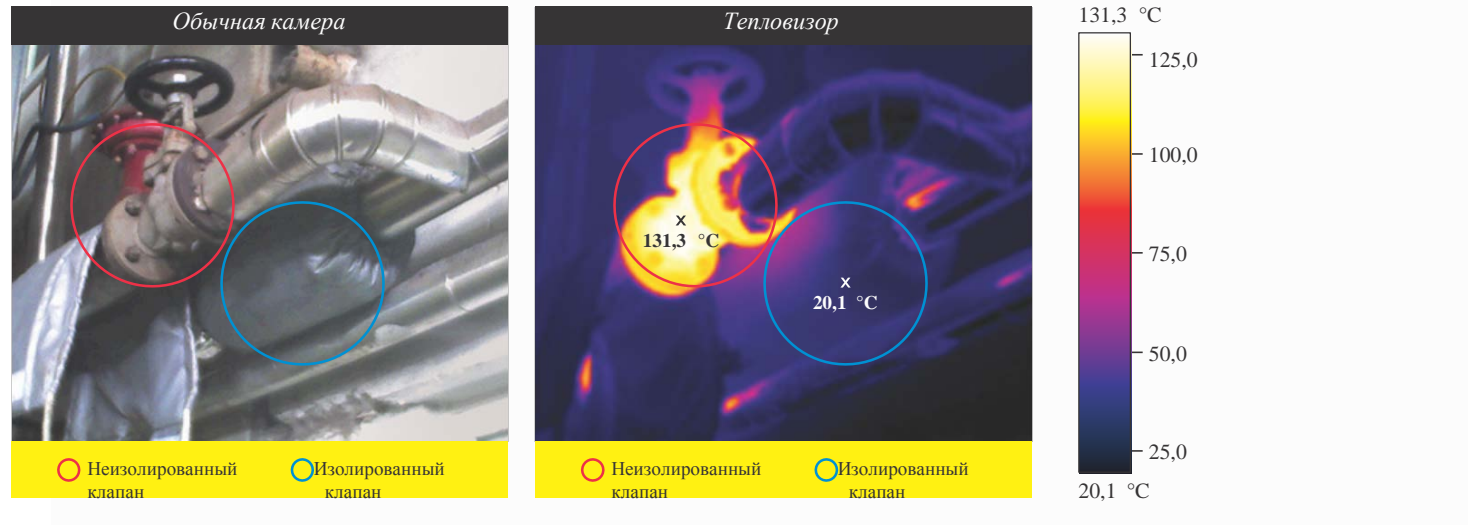 Обычная камера
Тепловизор
131,3 °C
125,0
100,0
75,0
50,0
25,0
20,1 °C
131,3 °C
20,1 °C
Неизолированный
клапан
Изолированный
клапан
Неизолированный
клапан
Изолированный
клапан